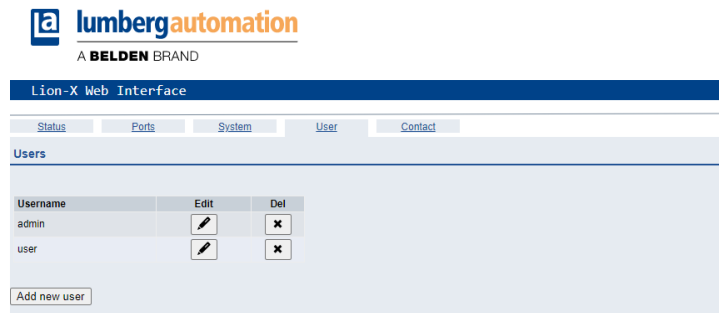 la lumbergautomation
A BELDEN BRAND
Lion-X Web Interface
Status Ports System User Contact
Users
Username Edit Del
admin
user
Add new user